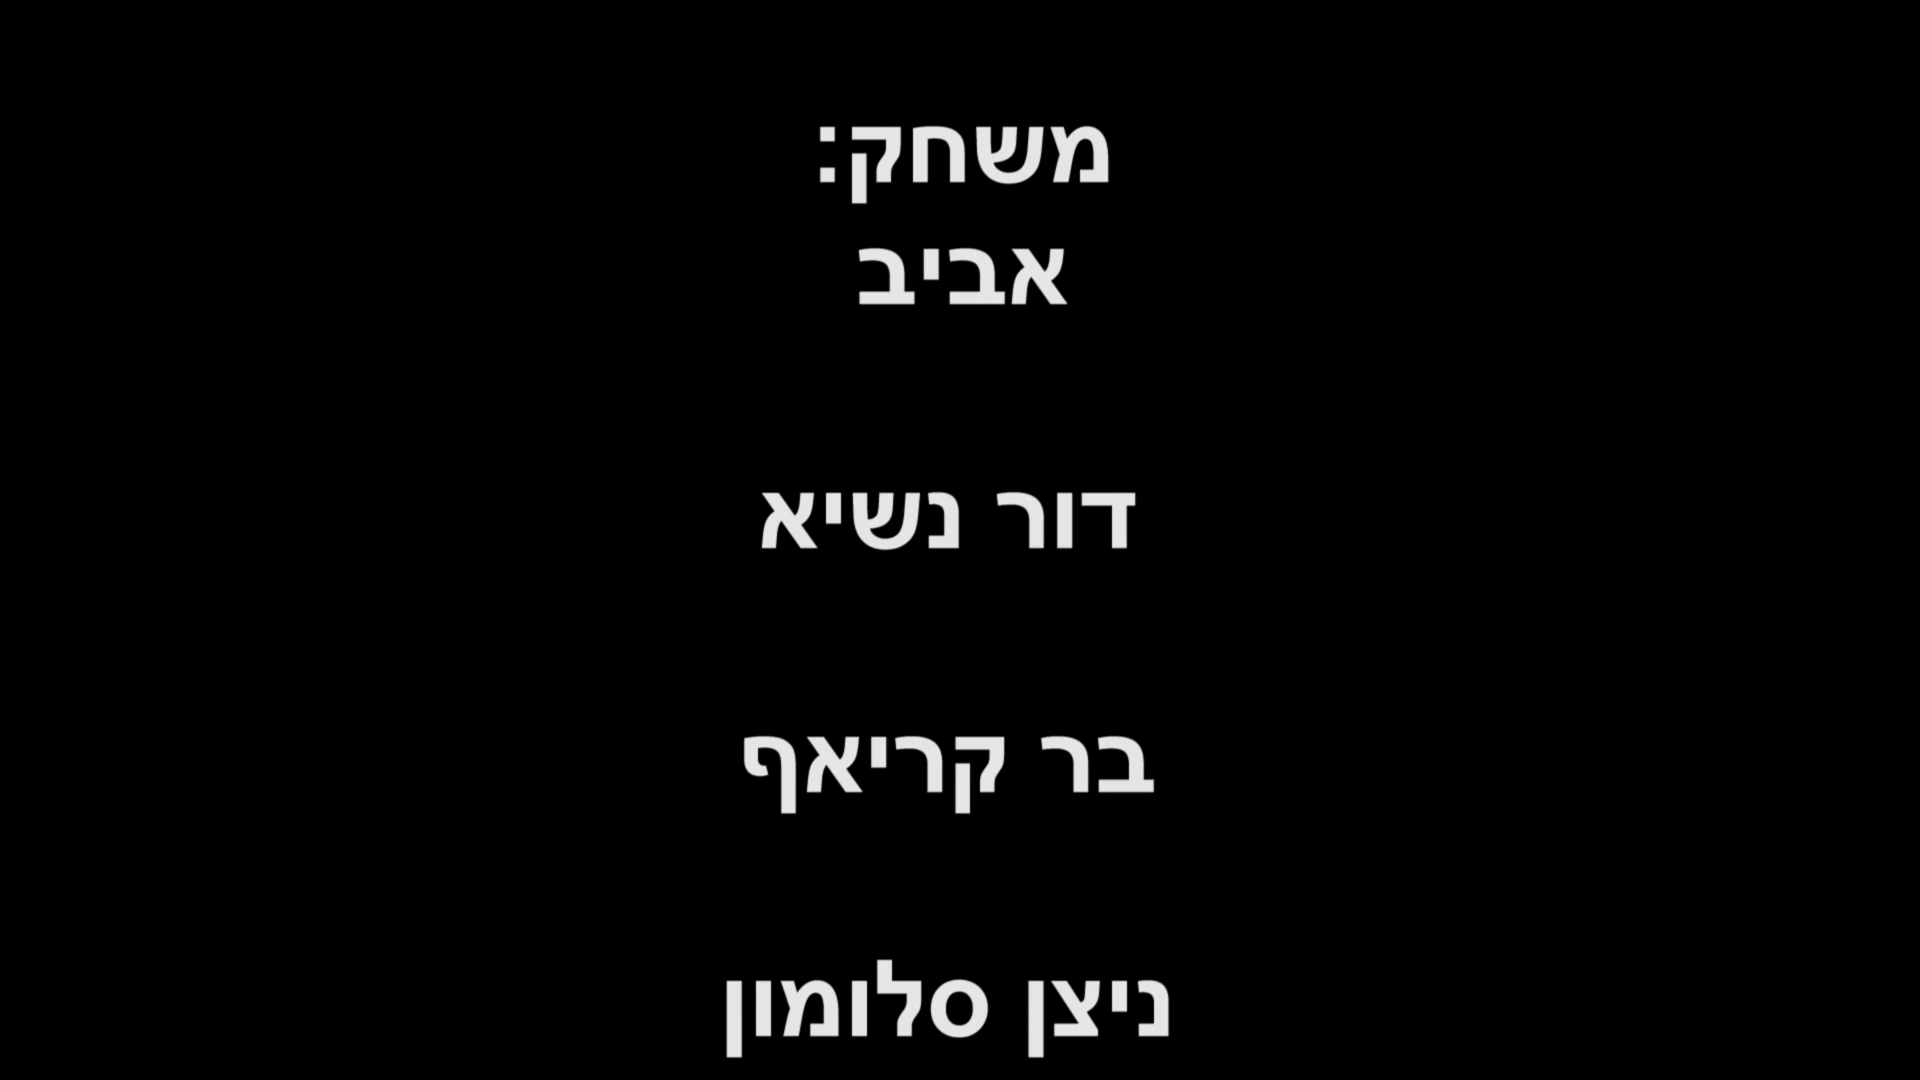 משחק:
אביב
דור נשיא
בר קריאף
ניצן סלומון